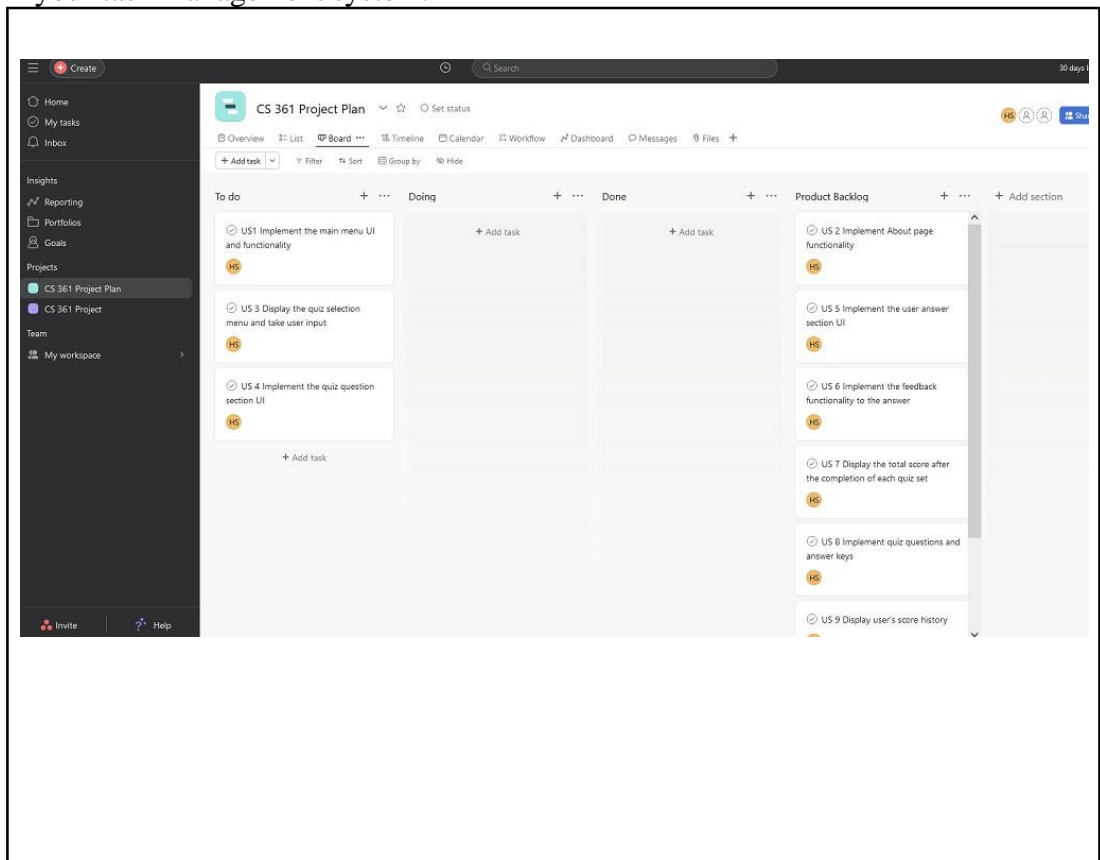 Create
Search
30 days l
Home
My tasks
Inbox
Insights
Reporting
Portfolios
Goals
Projects
CS 361 Project Plan
CS 361 Project
Team
My workspace
Invite
Help
CS 361 Project Plan
Set status
HS
Shar
Overview List Board Timeline Calendar Workflow Dashboard Messages Files +
+ Add task Filter Sort Group by Hide
To do + ...
US1 Implement the main menu UI
and functionality
HS
US 3 Display the quiz selection
menu and take user input
HS
US 4 Implement the quiz question
section UI
HS
+ Add task
Doing + ...
+ Add task
Done + ...
+ Add task
Product Backlog + ...
US 2 Implement About page
functionality
HS
US 5 Implement the user answer
section UI
HS
US 6 Implement the feedback
functionality to the answer
HS
US 7 Display the total score after
the completion of each quiz set
HS
US 8 Implement quiz questions and
answer keys
HS
US 9 Display user's score history
+ Add section